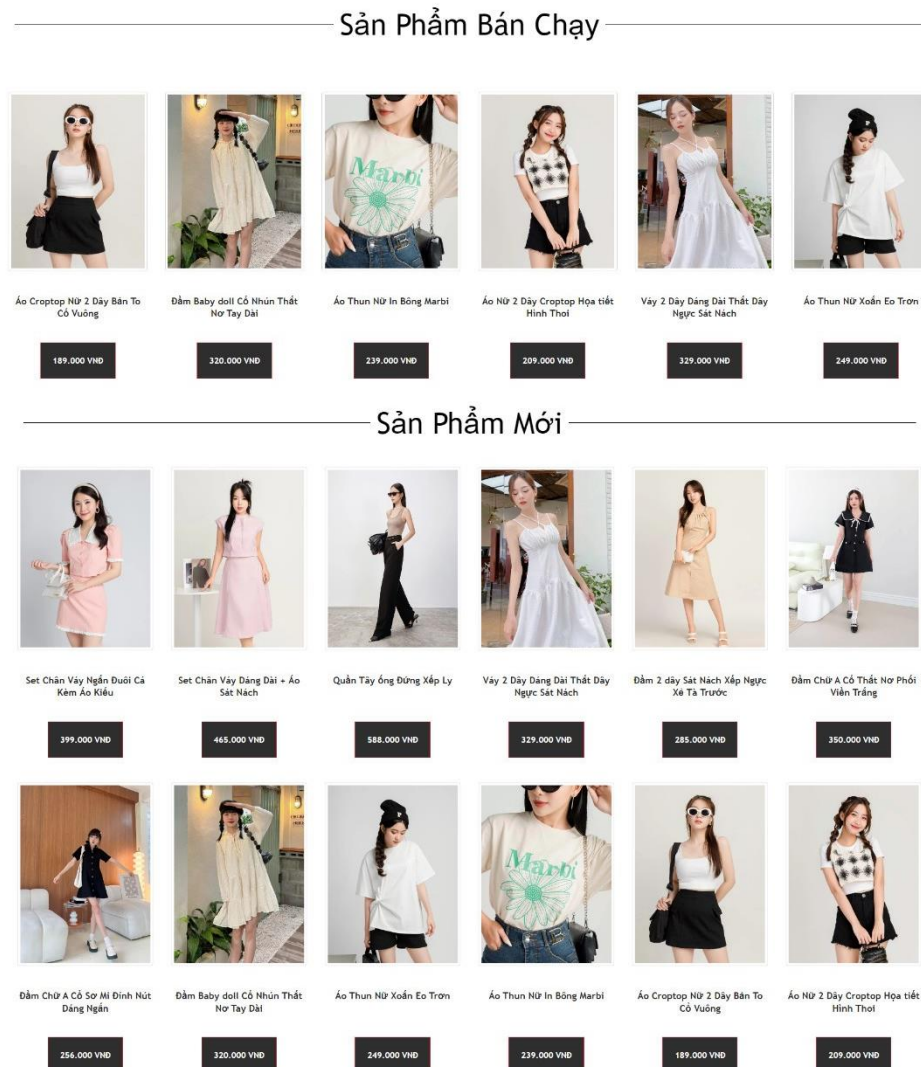 Sản Phẩm Bán Chạy
Marbi
Áo Croptop Nữ 2 Dây Bản To
Cổ Vuông
Đầm Baby doll Cổ Nhún Thắt
Nơ Tay Dài
Áo Thun Nữ In Bông Marbi
Áo Nữ 2 Dây Croptop Họa tiết
Hình Thoi
Váy 2 Dây Dáng Dài Thắt Dây
Ngực Sát Nách
Áo Thun Nữ Xoắn Eo Trơn
189.000 VNĐ
320.000 VNĐ
239.000 VNĐ
209.000 VNĐ
329.000 VNĐ
249.000 VNĐ
Sản Phẩm Mới
Set Chân Váy Ngắn Đuôi Cá
Kèm Áo Kiểu
Set Chân Váy Dáng Dài + Áo
Sát Nách
Quần Tây ống Đứng Xếp Ly
Váy 2 Dây Dáng Dài Thắt Dây
Ngực Sát Nách
Đầm 2 dây Sát Nách Xếp Ngực
Xẻ Tà Trước
Đầm Chữ A Cổ Thắt Nơ Phối
Viền Trắng
399.000 VNĐ
465.000 VNĐ
588.000 VNĐ
329.000 VNĐ
285.000 VNĐ
350.000 VNĐ
Marbi
Đầm Chữ A Cổ Sơ Mi Đính Nút
Dáng Ngắn
Đầm Baby doll Cổ Nhún Thắt
Nơ Tay Dài
Áo Thun Nữ Xoắn Eo Trơn
Áo Thun Nữ In Bông Marbi
Áo Croptop Nữ 2 Dây Bản To
Cổ Vuông
Áo Nữ 2 Dây Croptop Họa tiết
Hình Thoi
256.000 VNĐ
320.000 VNĐ
249.000 VNĐ
239.000 VNĐ
189.000 VNĐ
209.000 VNĐ